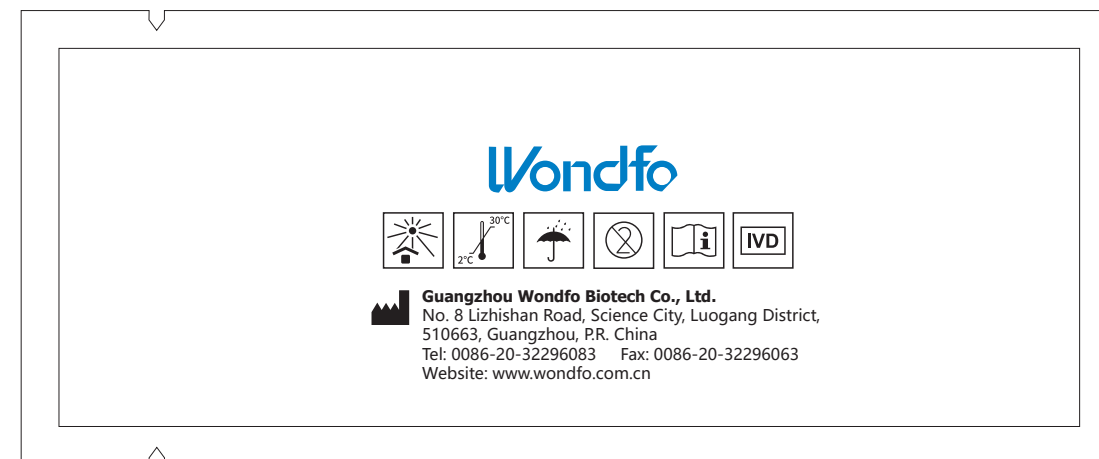 Wondfo
30°C
2°C
2
i
IVD
Guangzhou Wondfo Biotech Co., Ltd.
No. 8 Lizhishan Road, Science City, Luogang District,
510663, Guangzhou, P.R. China
Tel: 0086-20-32296083 Fax: 0086-20-32296063
Website: www.wondfo.com.cn